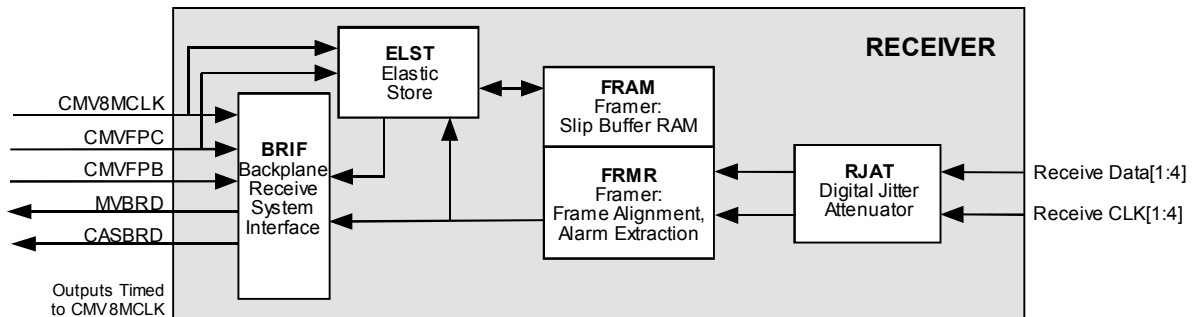 RECEIVER
ELST
Elastic
Store
FRAM
Framer:
Slip Buffer RAM
CMV8MCLK
CMVFPC
CMVFPB
MVBRD
CASBRD
BRIF
Backplane
Receive
System
Interface
FRMR
Framer:
Frame Alignment,
Alarm Extraction
RJAT
Digital Jitter
Attenuator
Receive Data[1:4]
Receive CLK[1:4]
Outputs Timed
to CMV8MCLK